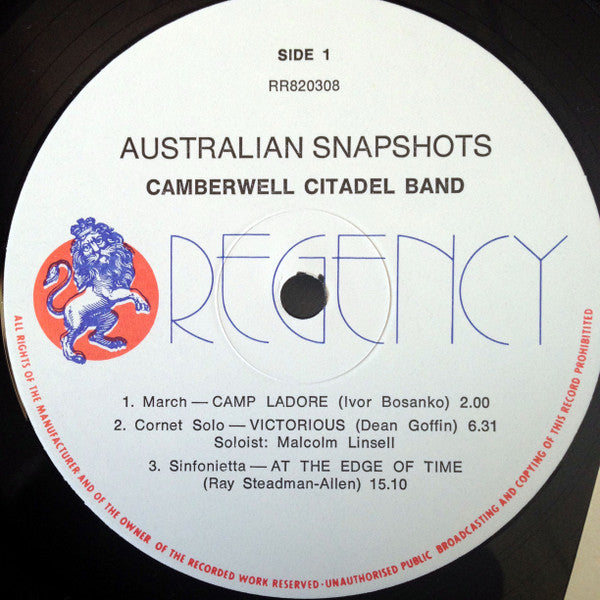 SIDE 1
RR820308
AUSTRALIAN SNAPSHOTS
CAMBERWELL CITADEL BAND
REGENCY
1. March — CAMP LADORE (Ivor Bosanko) 2.00
2. Cornet Solo — VICTORIOUS (Dean Goffin) 6.31
Soloist: Malcolm Linsell
3. Sinfonietta — AT THE EDGE OF TIME
(Ray Steadman-Allen) 15.10
ALL RIGHTS OF THE MANUFACTURER AND OF THE OWNER OF THE RECORDED WORK RESERVED · UNAUTHORISED PUBLIC BROADCASTING AND COPYING OF THIS RECORD PROHIBITITED